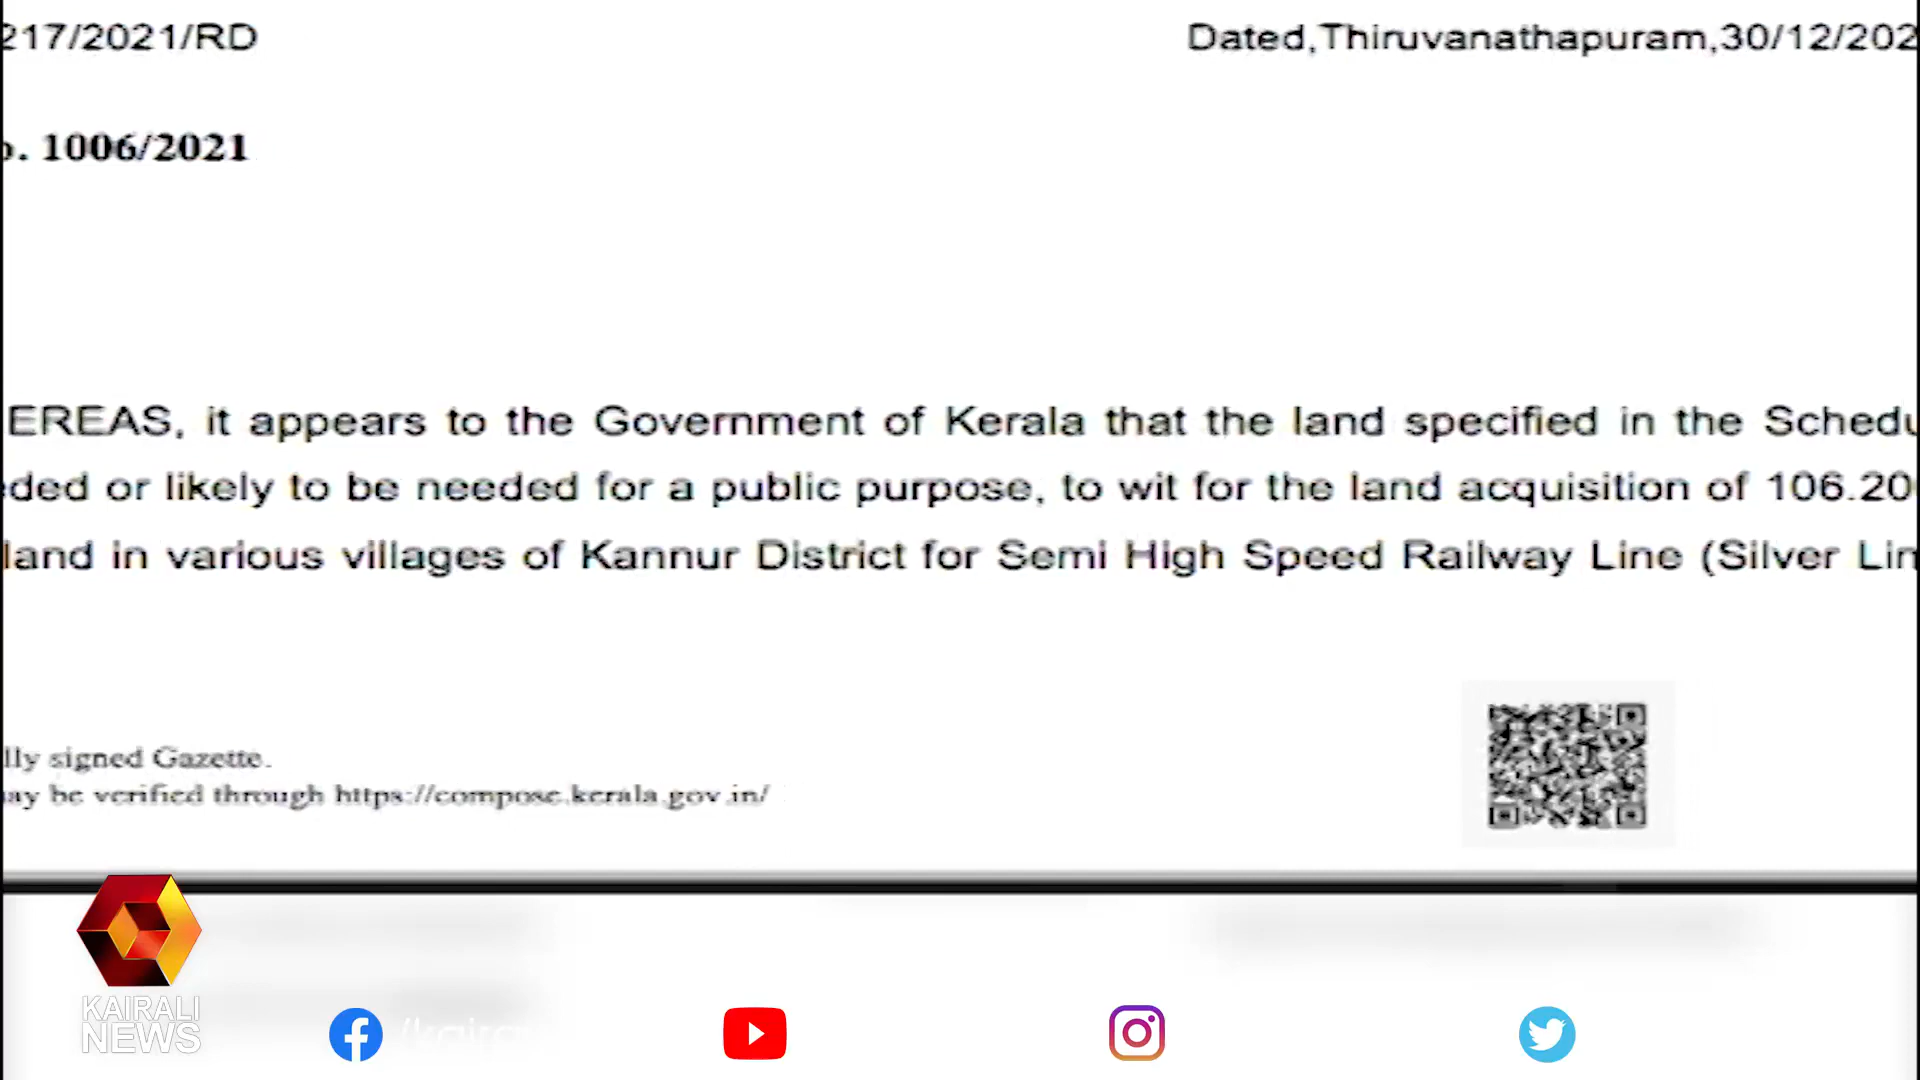 217/2021/RD
Dated,Thiruvanathapuram,30/12/202
o. 1006/2021
EREAS, it appears to the Government of Kerala that the land specified in the Schedu
ded or likely to be needed for a public purpose, to wit for the land acquisition of 106.20
land in various villages of Kannur District for Semi High Speed Railway Line (Silver Lin
lly signed Gazette.
ay be verified through https://compose.kerala.gov.in/
KAIRALI
NEWS